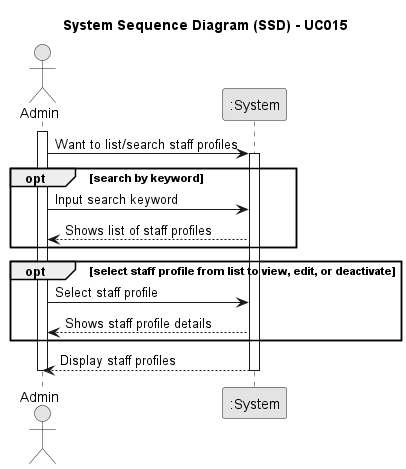 System Sequence Diagram (SSD) - UC015
Admin
:System
Want to list/search staff profiles
opt
[search by keyword]
Input search keyword
Shows list of staff profiles
opt
[select staff profile from list to view, edit, or deactivate]
Select staff profile
Shows staff profile details
Display staff profiles
Admin
:System